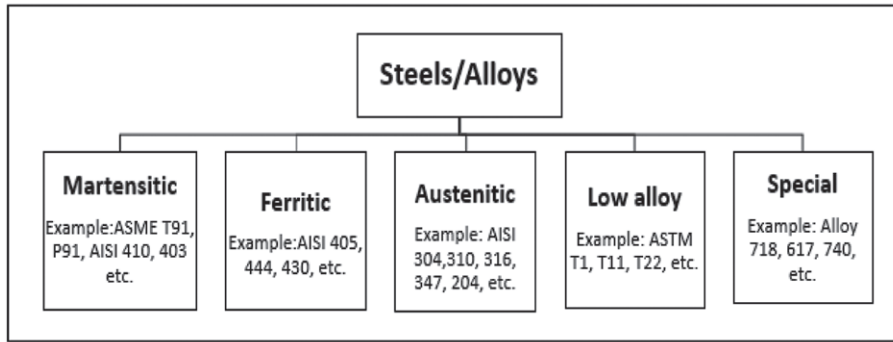 Steels/Alloys
Martensitic
Example:ASME T91,
P91, AISI 410, 403
etc.
Ferritic
Example:AISI 405,
444, 430, etc.
Austenitic
Example: AISI
304,310, 316,
347, 204, etc.
Low alloy
Example: ASTM
T1, T11, T22, etc.
Special
Example: Alloy
718, 617, 740,
etc.